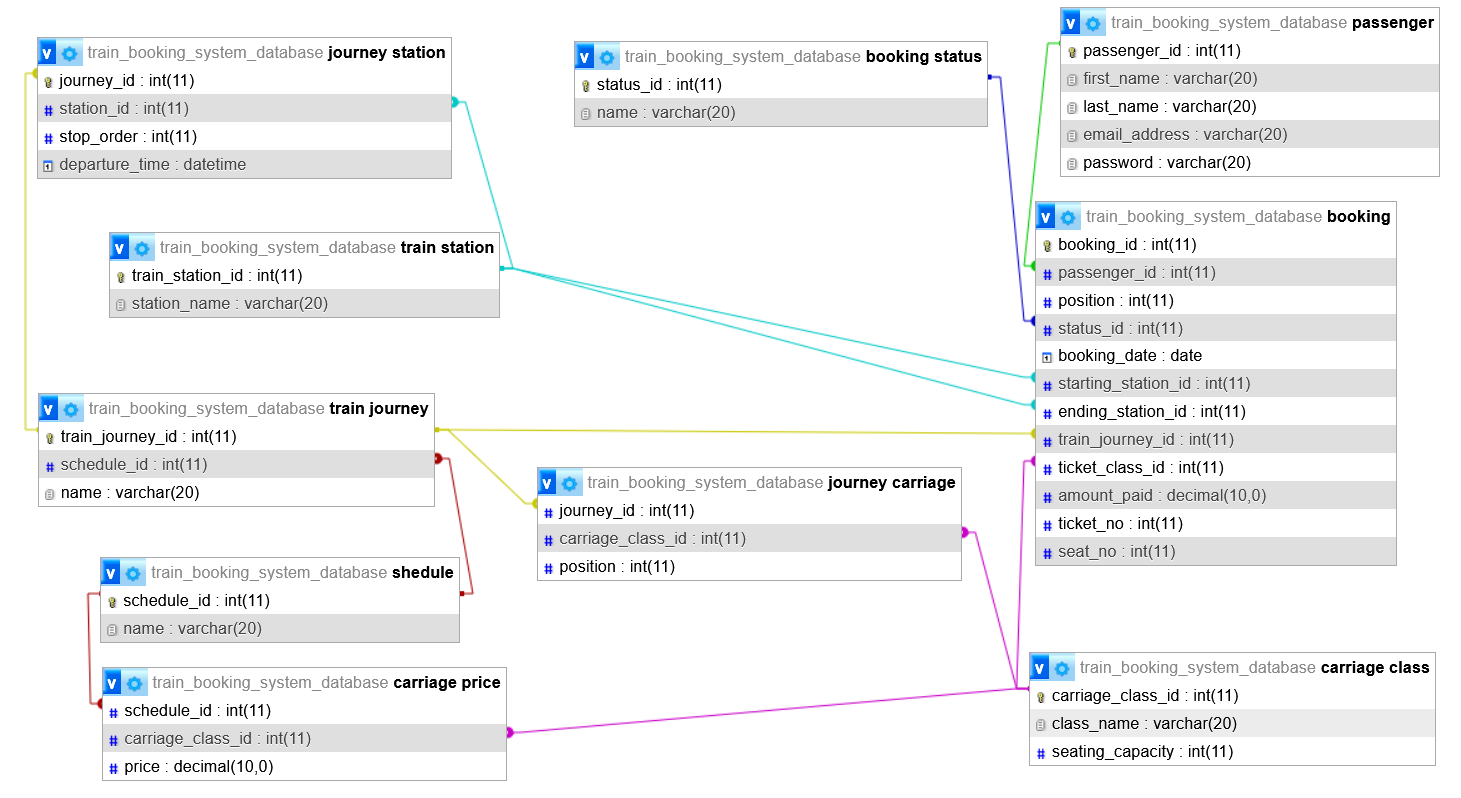 v train_booking_system_database journey station
journey_id : int(11)
# station_id : int(11)
# stop_order : int(11)
departure_time : datetime
v train_booking_system_database booking status
status_id : int(11)
name : varchar(20)
v train_booking_system_database passenger
passenger_id : int(11)
first_name : varchar(20)
last_name : varchar(20)
email_address : varchar(20)
password : varchar(20)
v train_booking_system_database train station
train_station_id : int(11)
station_name : varchar(20)
v train_booking_system_database booking
booking_id : int(11)
# passenger_id : int(11)
# position : int(11)
# status_id : int(11)
booking_date : date
# starting_station_id : int(11)
# ending_station_id : int(11)
# train_journey_id : int(11)
# ticket_class_id : int(11)
# amount_paid : decimal(10,0)
# ticket_no : int(11)
# seat_no : int(11)
v train_booking_system_database train journey
train_journey_id : int(11)
# schedule_id : int(11)
name : varchar(20)
v train_booking_system_database journey carriage
# journey_id : int(11)
# carriage_class_id : int(11)
# position : int(11)
v train_booking_system_database shedule
schedule_id : int(11)
name : varchar(20)
v train_booking_system_database carriage price
# schedule_id : int(11)
# carriage_class_id : int(11)
# price : decimal(10,0)
v train_booking_system_database carriage class
carriage_class_id : int(11)
class_name : varchar(20)
# seating_capacity : int(11)